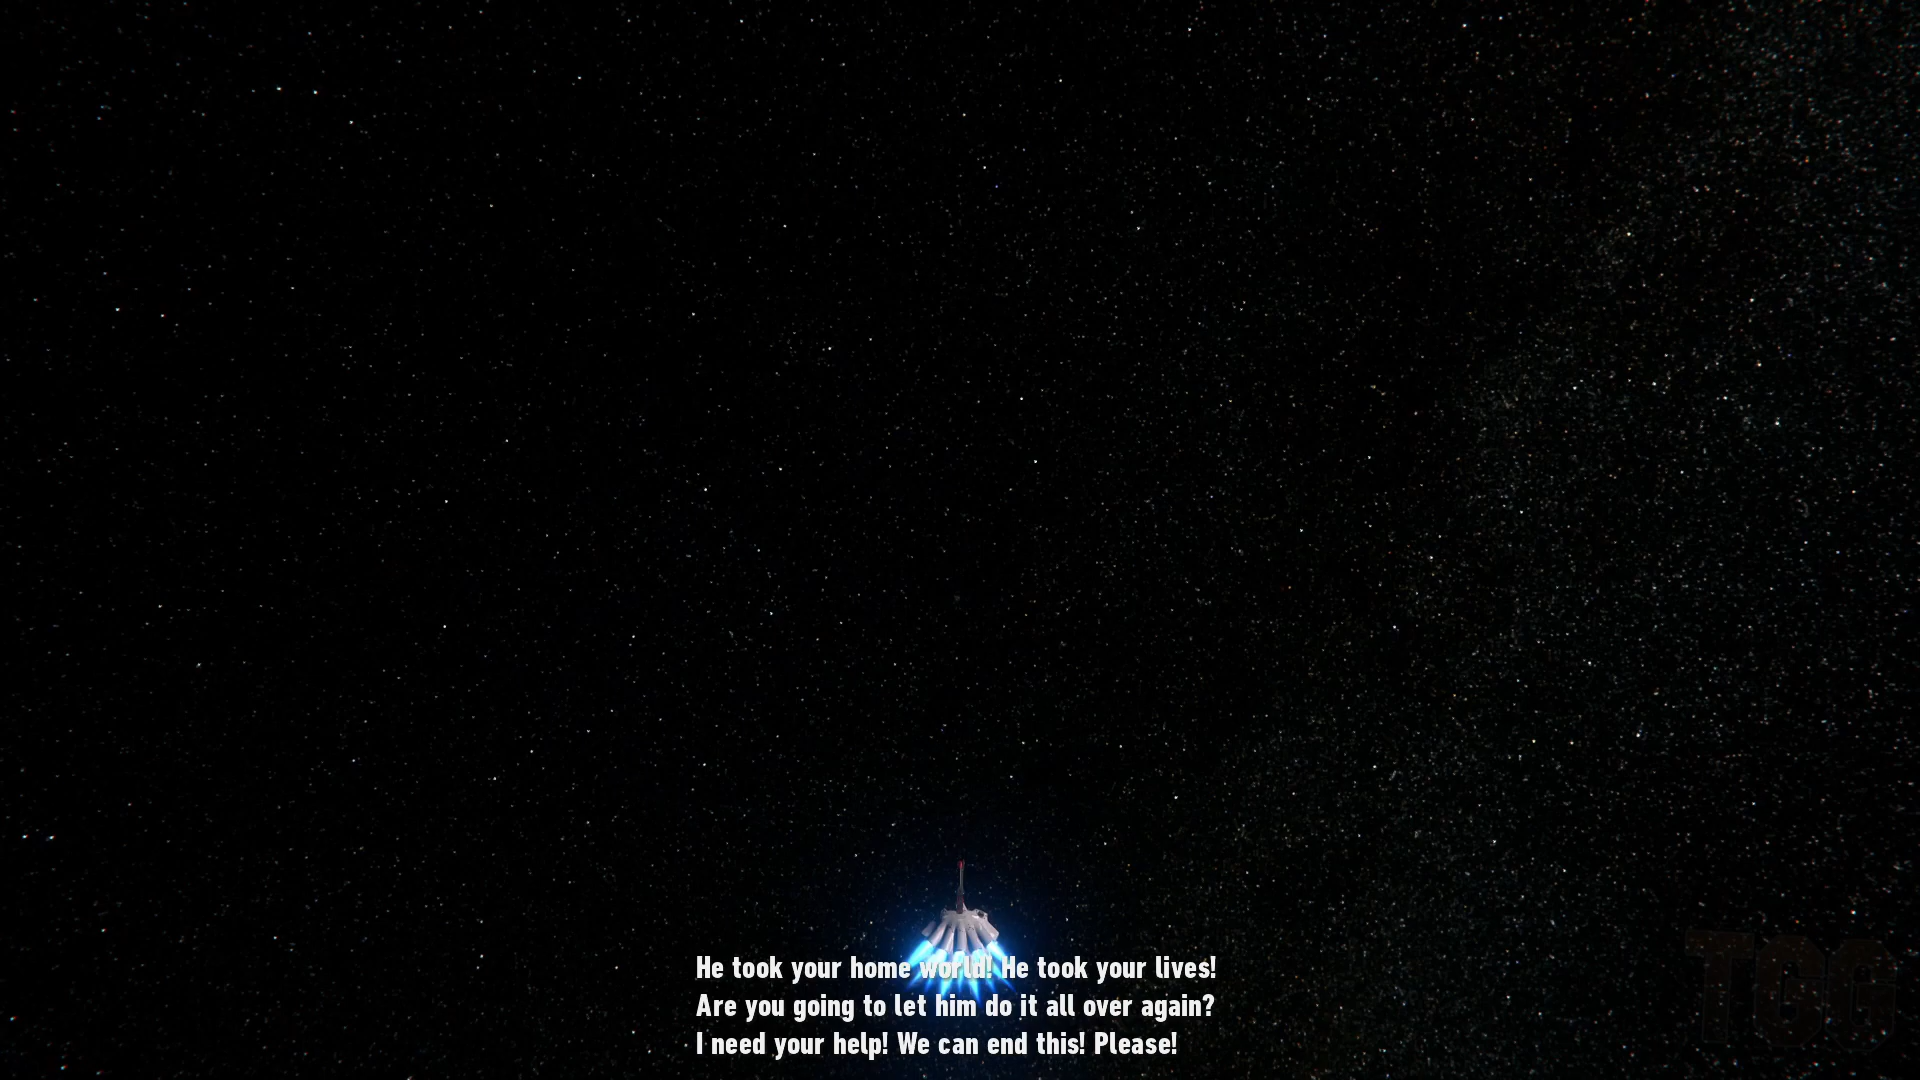 He took your home world! He took your lives!
Are you going to let him do it all over again?
I need your help! We can end this! Please!
TGG